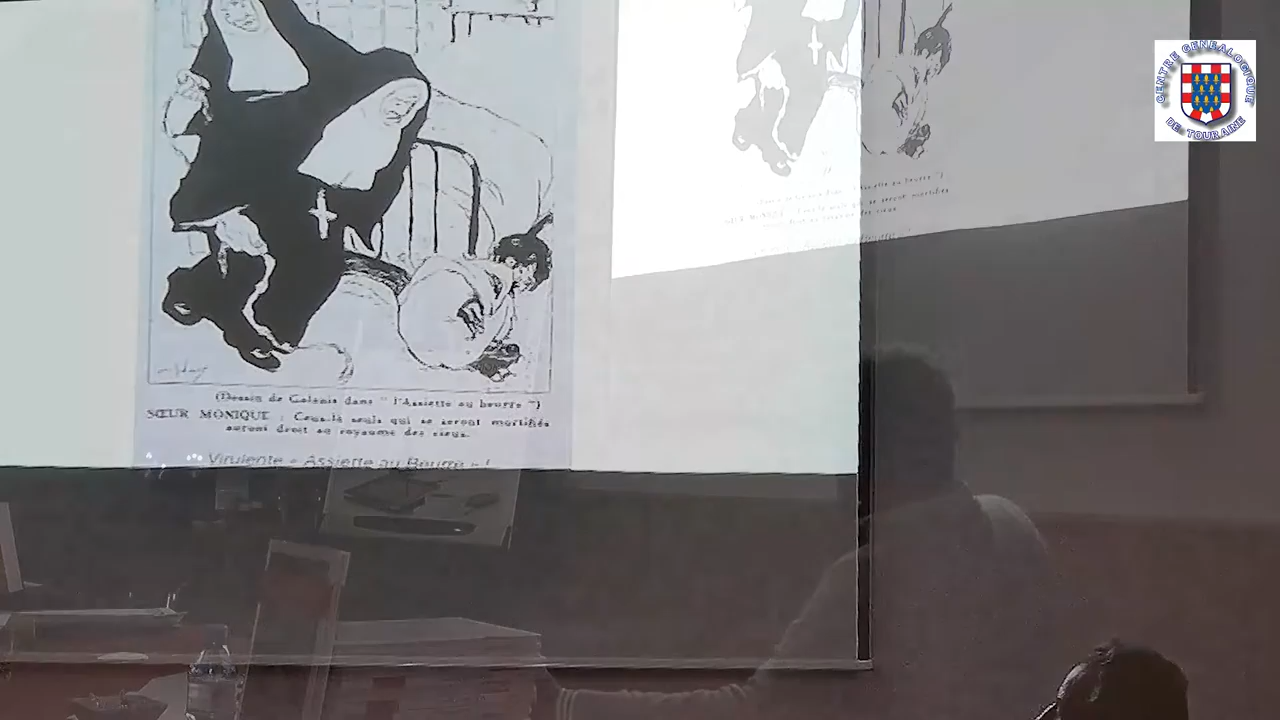 (Dessin de Galanis dans " l'Assiette au beurre ")
SŒUR MONIQUE : Ceux-là seuls qui se seront mortifiés
auront droit au royaume des cieux.
Virulente « Assiette au Beurre » !
CENTRE GENEALOGIQUE
DE TOURAINE